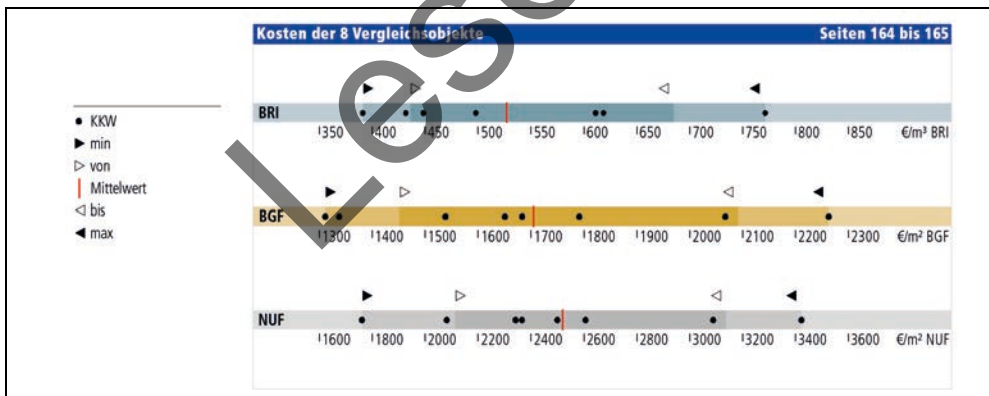 Kosten der 8 Vergleichsobjekte Seiten 164 bis 165
KKW
min
von
Mittelwert
bis
max
BRI
350 400 450 500 550 600 650 700 750 800 850 €/m³ BRI
BGF
1300 1400 1500 1600 1700 1800 1900 2000 2100 2200 2300 €/m² BGF
NUF
1600 1800 2000 2200 2400 2600 2800 3000 3200 3400 3600 €/m² NUF
Lese